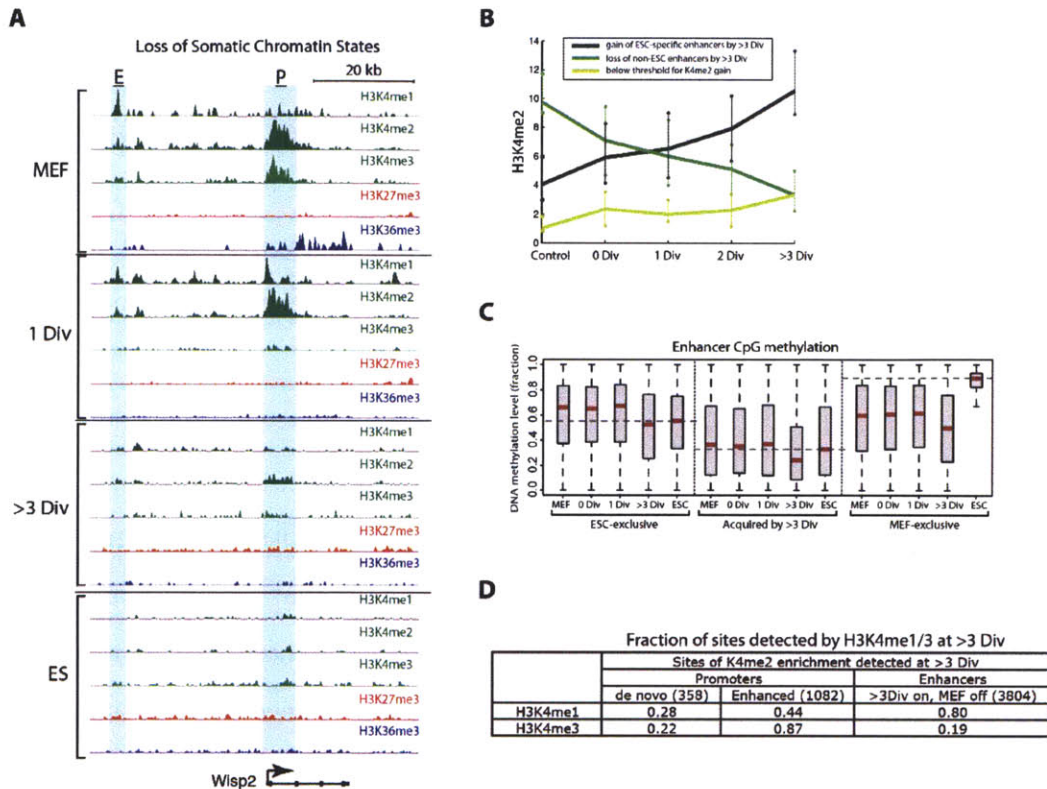 A
Loss of Somatic Chromatin States
E
P
20 kb
MEF
H3K4me1
H3K4me2
H3K4me3
H3K27me3
H3K36me3
1 Div
H3K4me1
H3K4me2
H3K4me3
H3K27me3
H3K36me3
>3 Div
H3K4me1
H3K4me2
H3K4me3
H3K27me3
H3K36me3
ES
H3K4me1
H3K4me2
H3K4me3
H3K27me3
H3K36me3
Wisp2
B
gain of ESC-specific enhancers by >3 Div
loss of non-ESC enhancers by >3 Div
below threshold for K4me2 gain
H3K4me2
14
12
10
8
6
4
2
0
Control 0 Div 1 Div 2 Div >3 Div
C
Enhancer CpG methylation
DNA methylation level (fraction)
1.0
0.8
0.6
0.4
0.2
0.0
MEF 0 Div 1 Div >3 Div ESC MEF 0 Div 1 Div >3 Div ESC MEF 0 Div 1 Div >3 Div ESC
ESC-exclusive Acquired by >3 Div MEF-exclusive
D
Fraction of sites detected by H3K4me1/3 at >3 Div
Sites of K4me2 enrichment detected at >3 Div
Promoters Enhancers
de novo (358) Enhanced (1082) >3Div on, MEF off (3804)
H3K4me1 0.28 0.44 0.80
H3K4me3 0.22 0.87 0.19